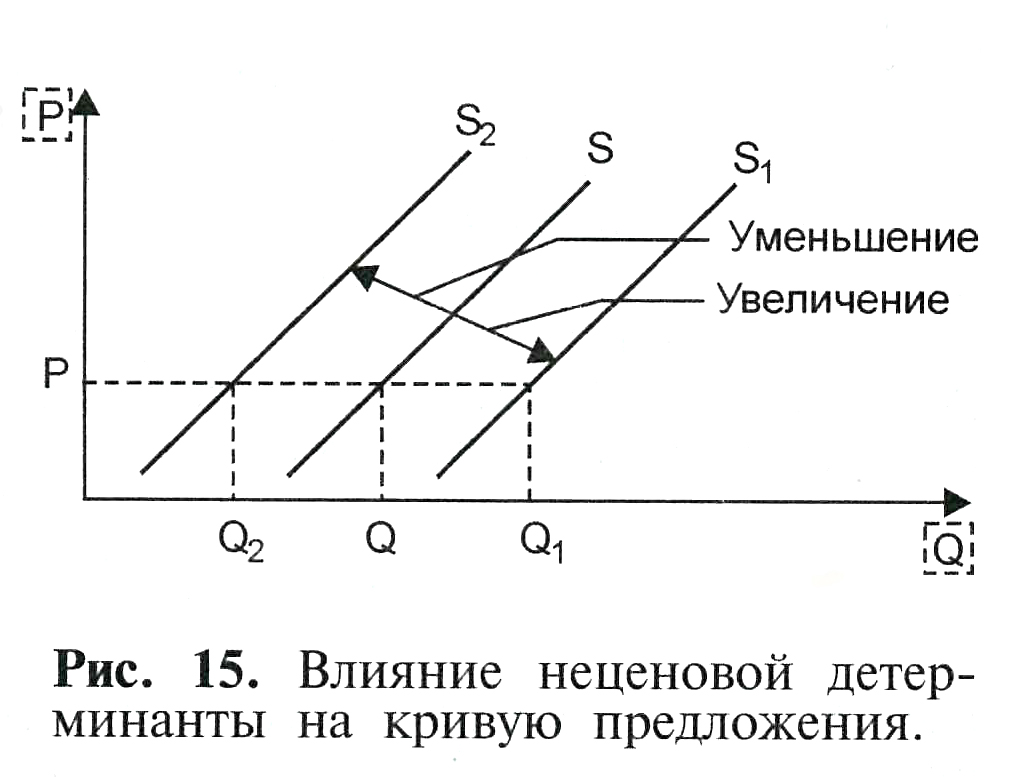 P
S2
S
S1
Уменьшение
Увеличение
P
Q2
Q
Q1
Q
Рис. 15. Влияние неценовой детер-
минанты на кривую предложения.